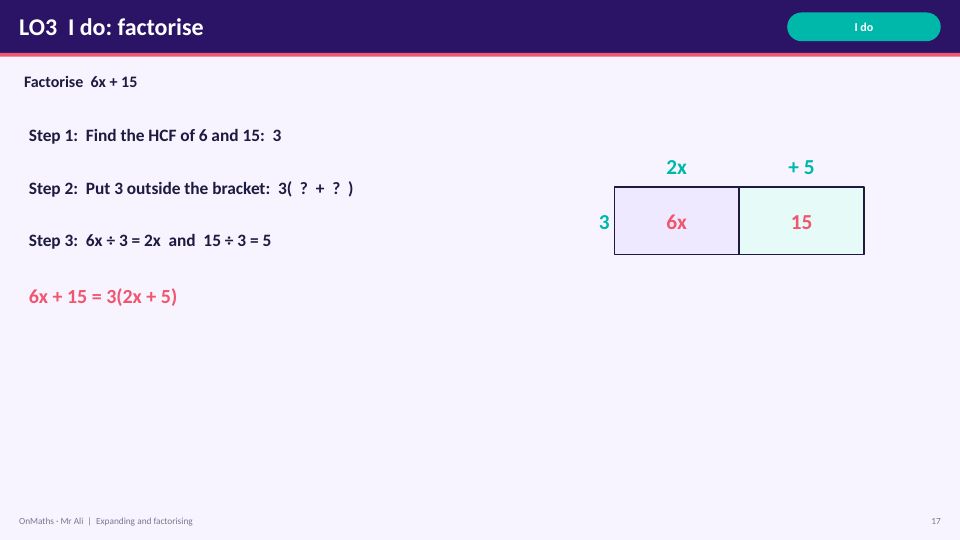 LO3  I do: factorise
I do
Factorise  6x + 15
Step 1:  Find the HCF of 6 and 15:  3
Step 2:  Put 3 outside the bracket:  3(  ?  +  ?  )
Step 3:  6x ÷ 3 = 2x  and  15 ÷ 3 = 5
6x + 15 = 3(2x + 5)
2x + 5
3 6x 15
OnMaths · Mr Ali  |  Expanding and factorising
17